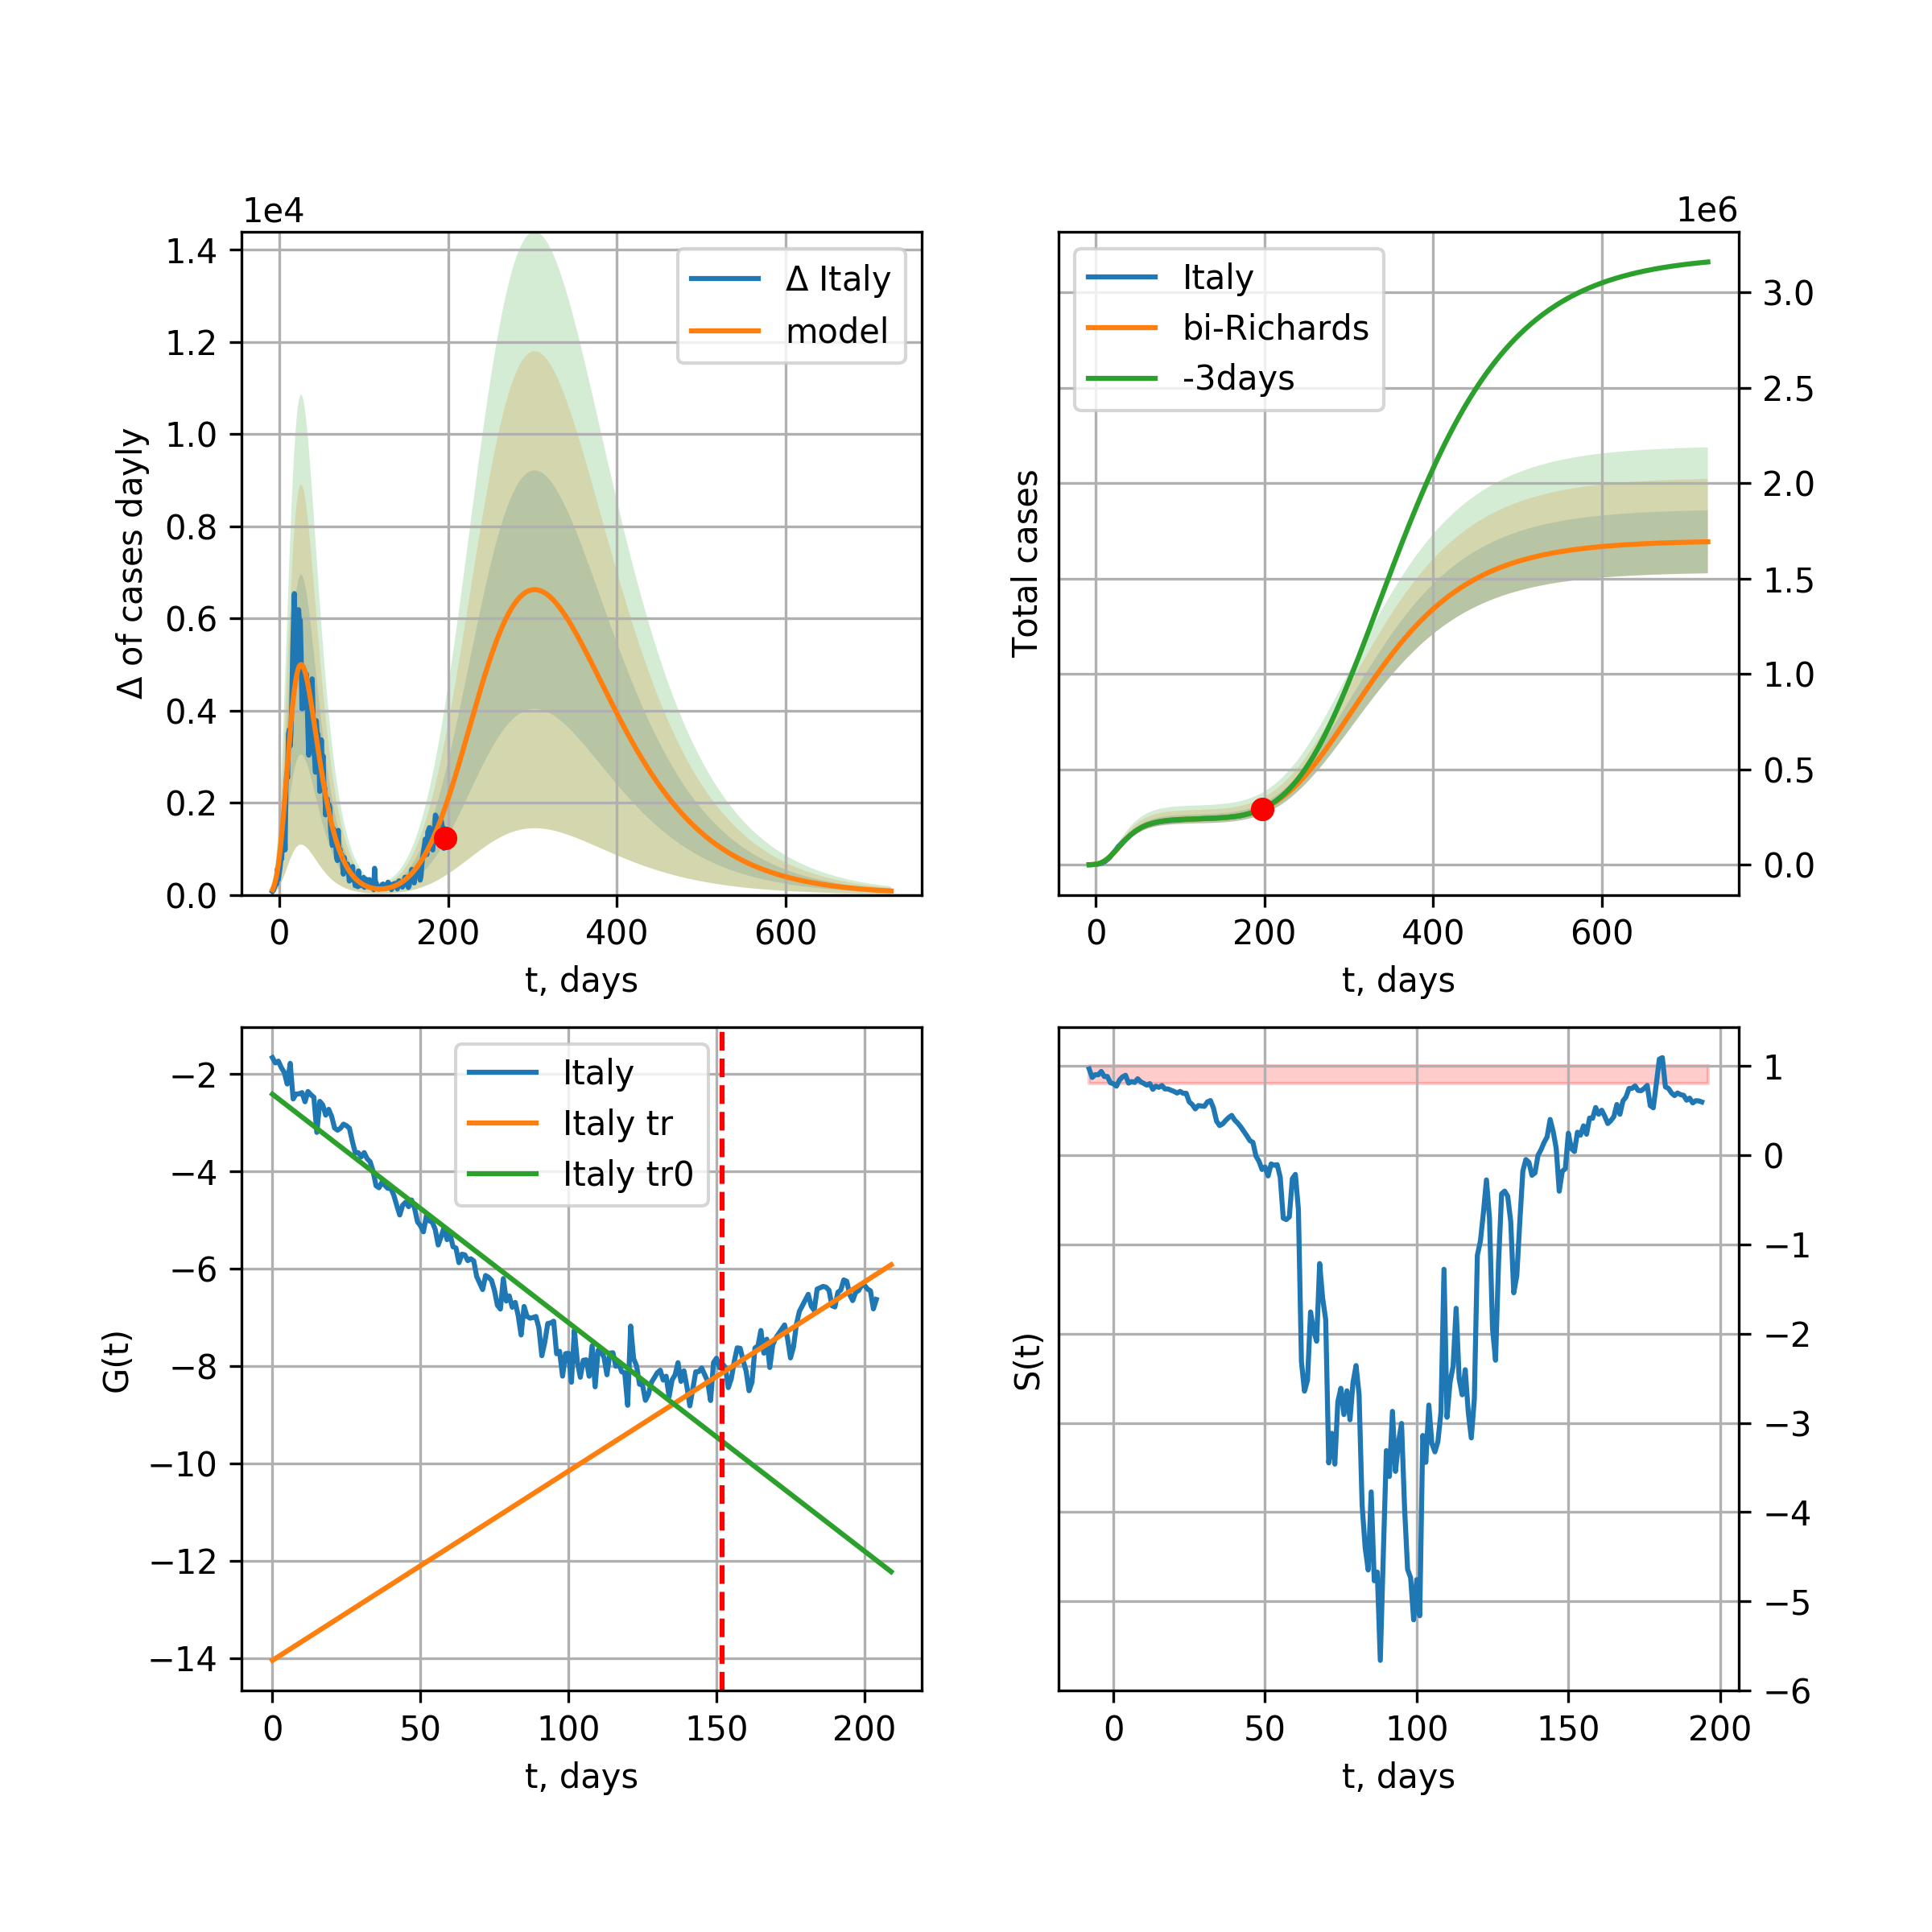 1e4
1.4
1.2
1.0
0.8
0.6
0.4
0.2
0.0
Δ of cases dayly
0 200 400 600
t, days
Δ Italy
model
1e6
3.0
2.5
2.0
1.5
1.0
0.5
0.0
Total cases
0 200 400 600
t, days
Italy
bi-Richards
-3days
−2
−4
−6
−8
−10
−12
−14
G(t)
0 50 100 150 200
t, days
Italy
Italy tr
Italy tr0
1
0
−1
−2
−3
−4
−5
−6
S(t)
0 50 100 150 200
t, days